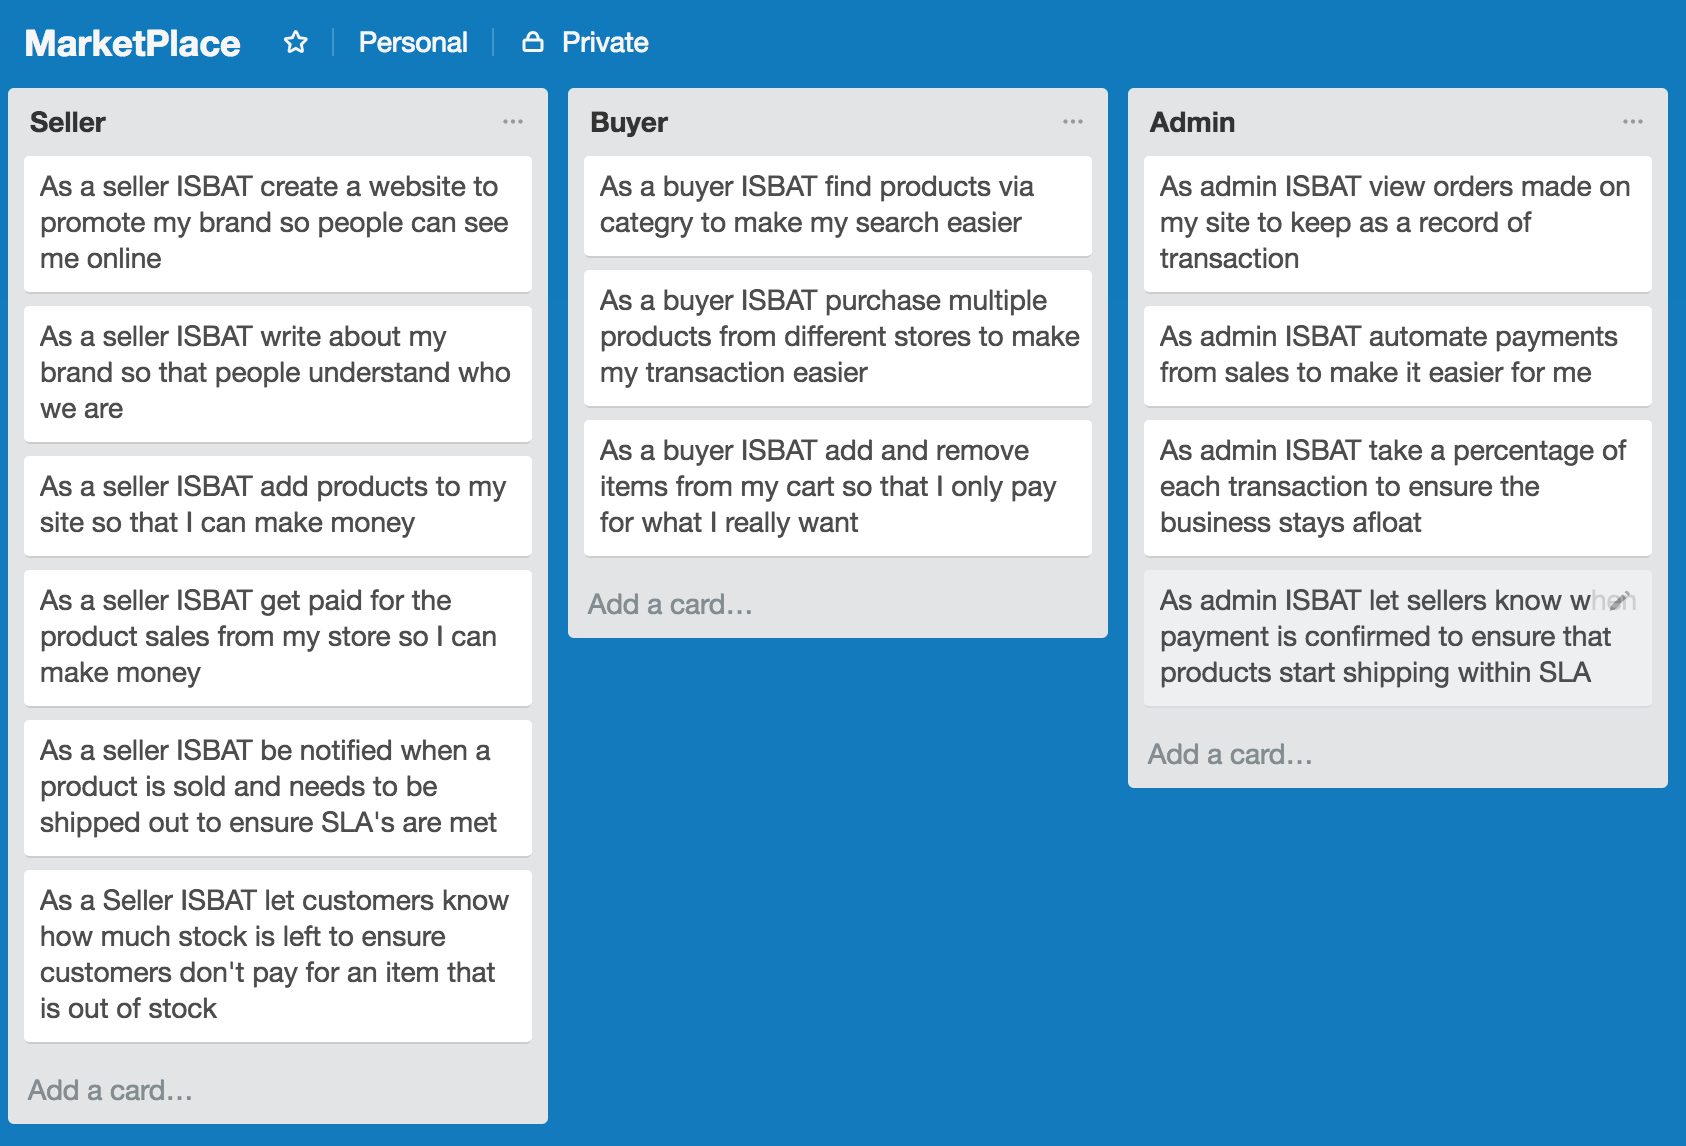 MarketPlace
Personal
Private
Seller
As a seller ISBAT create a website to
promote my brand so people can see
me online
As a seller ISBAT write about my
brand so that people understand who
we are
As a seller ISBAT add products to my
site so that I can make money
As a seller ISBAT get paid for the
product sales from my store so I can
make money
As a seller ISBAT be notified when a
product is sold and needs to be
shipped out to ensure SLA's are met
As a Seller ISBAT let customers know
how much stock is left to ensure
customers don't pay for an item that
is out of stock
Add a card...
Buyer
As a buyer ISBAT find products via
categry to make my search easier
As a buyer ISBAT purchase multiple
products from different stores to make
my transaction easier
As a buyer ISBAT add and remove
items from my cart so that I only pay
for what I really want
Add a card...
Admin
As admin ISBAT view orders made on
my site to keep as a record of
transaction
As admin ISBAT automate payments
from sales to make it easier for me
As admin ISBAT take a percentage of
each transaction to ensure the
business stays afloat
As admin ISBAT let sellers know when
payment is confirmed to ensure that
products start shipping within SLA
Add a card...